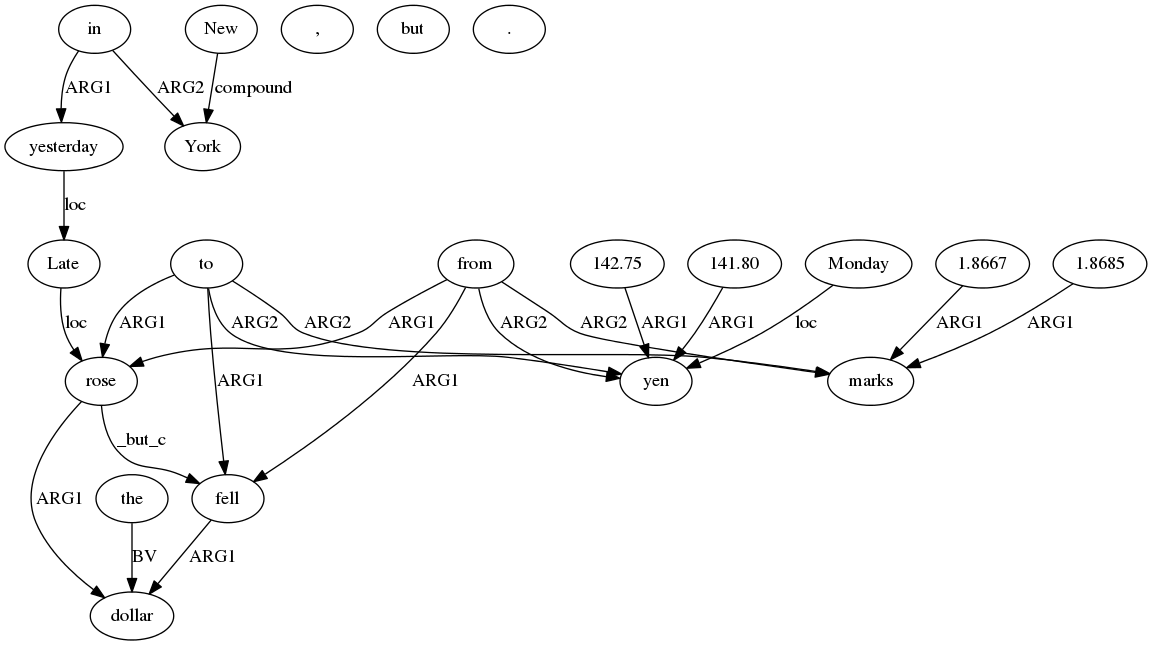 in New , but .
ARG1 ARG2 compound
yesterday York
loc
Late to from 142.75 141.80 Monday 1.8667 1.8685
loc ARG1 ARG2 ARG2 ARG1 ARG2 ARG2 ARG1 ARG1 loc ARG1 ARG1
rose yen marks
ARG1 ARG1
_but_c
the fell
ARG1
BV ARG1
dollar